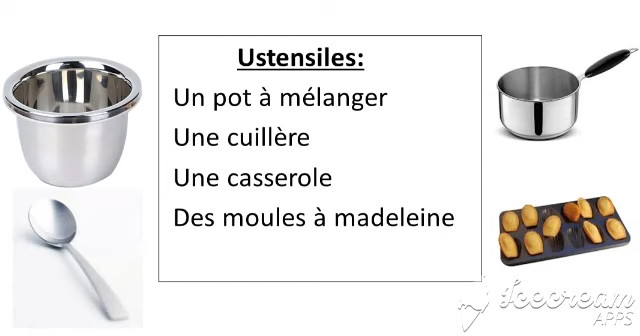 Ustensiles:
Un pot à mélanger
Une cuillère
Une casserole
Des moules à madeleine
Icecream
APPS